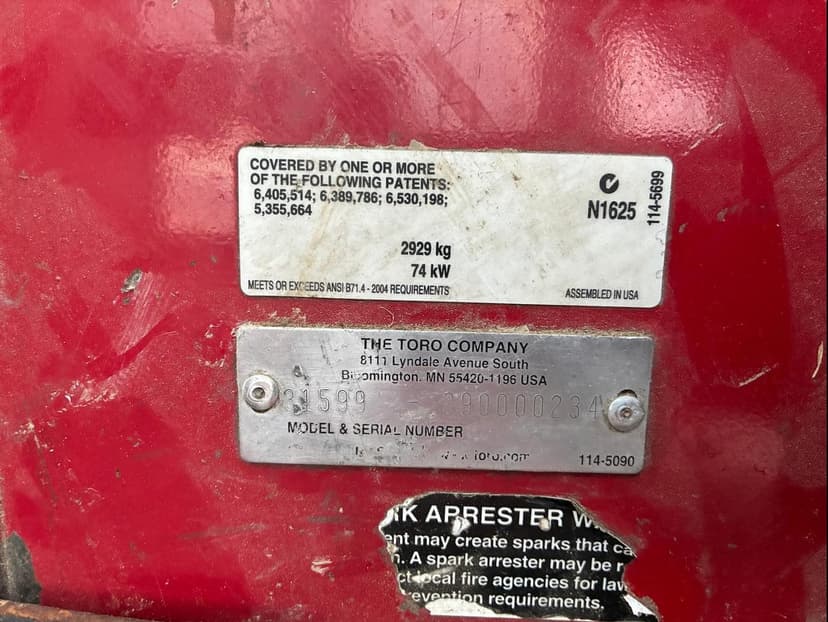 COVERED BY ONE OR MORE
OF THE FOLLOWING PATENTS:
6,405,514; 6,389,786; 6,530,198;
5,355,664
N1625
114-5699
2929 kg
74 kW
MEETS OR EXCEEDS ANSI B71.4 - 2004 REQUIREMENTS
ASSEMBLED IN USA
THE TORO COMPANY
8111 Lyndale Avenue South
Bloomington, MN 55420-1196 USA
31599 - 290000234
MODEL & SERIAL NUMBER
toro.com
114-5090
ARRESTER
may create sparks that
A spark arrester may be
local fire agencies for
requirements.